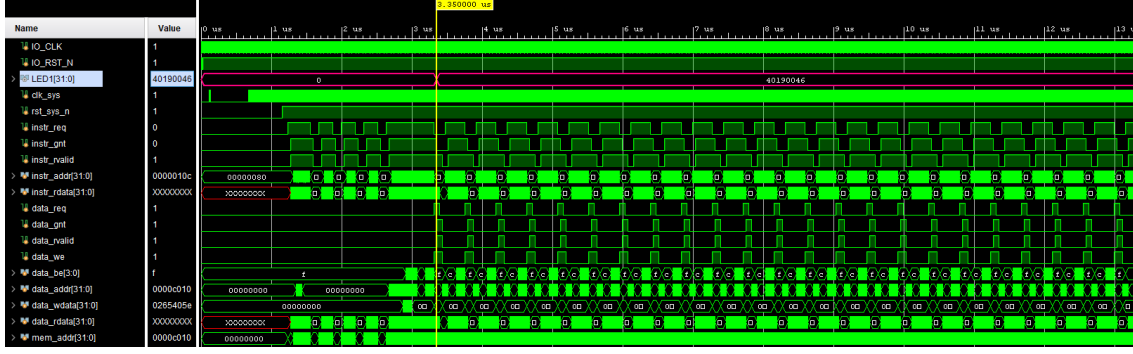 3.350000 us
Name Value
0 us 1 us 2 us 3 us 4 us 5 us 6 us 7 us 8 us 9 us 10 us 11 us 12 us 13
IO_CLK 1
IO_RST_N 1
LED1[31:0] 40190046 0 40190046
clk_sys 1
rst_sys_n 1
instr_req 0
instr_gnt 0
instr_rvalid 1
instr_addr[31:0] 0000010c 00000080
instr_rdata[31:0] XXXXXXXX XXXXXXXX
data_req 1
data_gnt 1
data_rvalid 1
data_we 1
data_be[3:0] f f f c f c f c f c f c f c f c f c f c f c f c
data_addr[31:0] 0000c010 00000000 00000000
data_wdata[31:0] 0265405e 00000000
data_rdata[31:0] XXXXXXXX XXXXXXXX
mem_addr[31:0] 0000c010 00000000